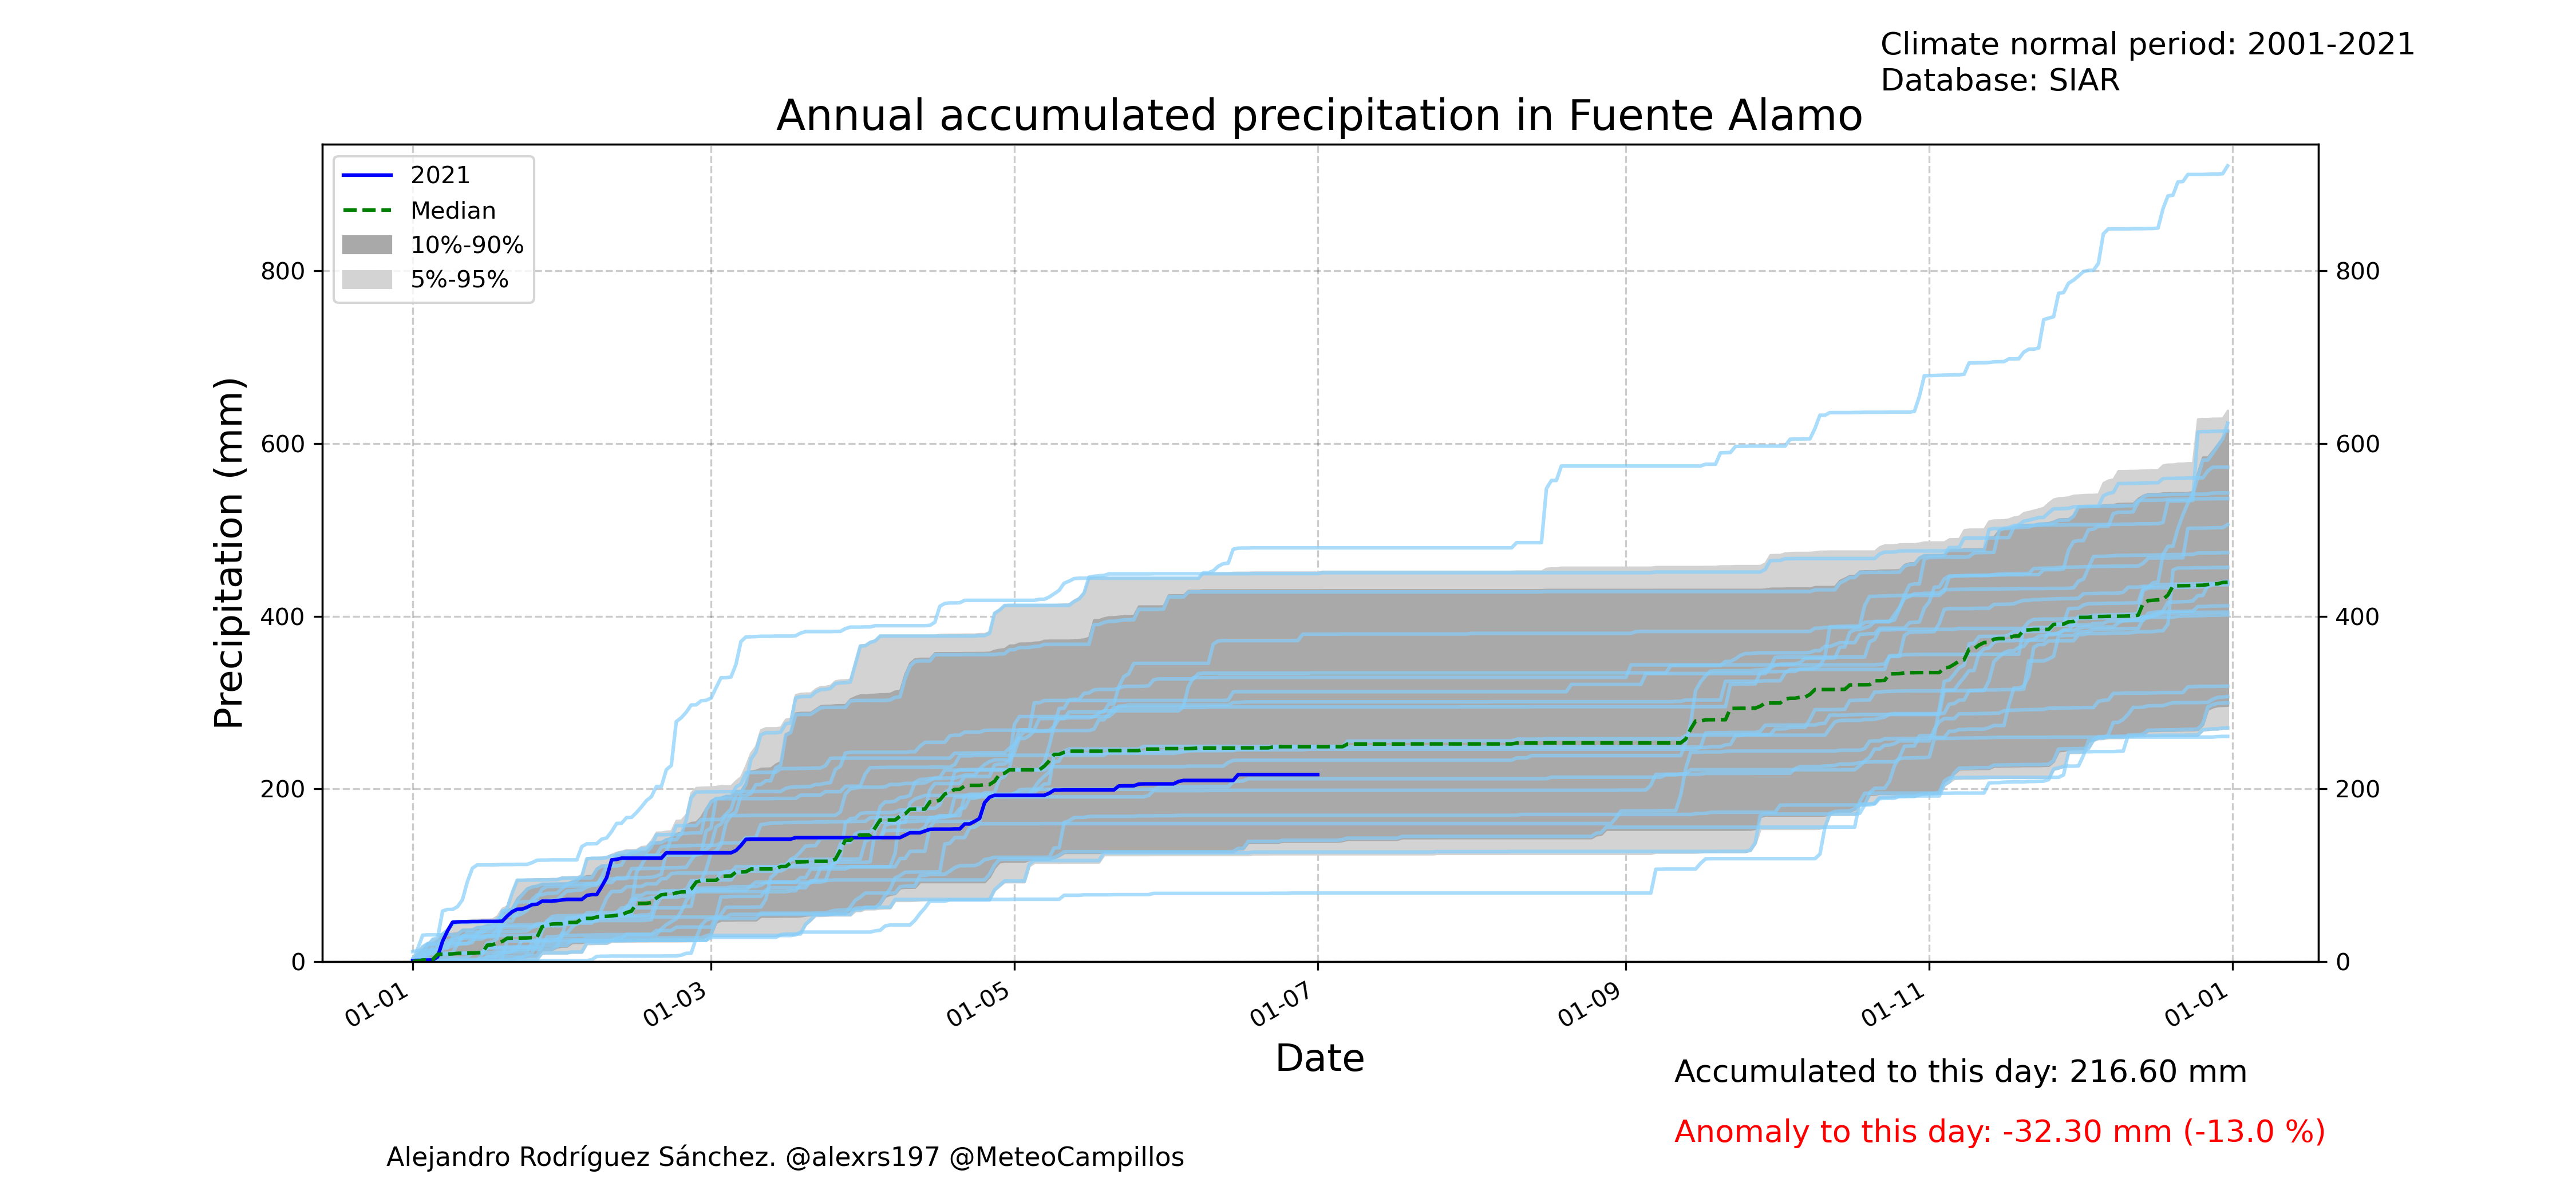 Climate normal period: 2001-2021
Database: SIAR
Annual accumulated precipitation in Fuente Alamo
2021
Median
10%-90%
5%-95%
Precipitation (mm)
800
600
400
200
0
800
600
400
200
0
01-01
01-03
01-05
01-07
01-09
01-11
01-01
Date
Accumulated to this day: 216.60 mm
Anomaly to this day: -32.30 mm (-13.0 %)
Alejandro Rodríguez Sánchez. @alexrs197 @MeteoCampillos